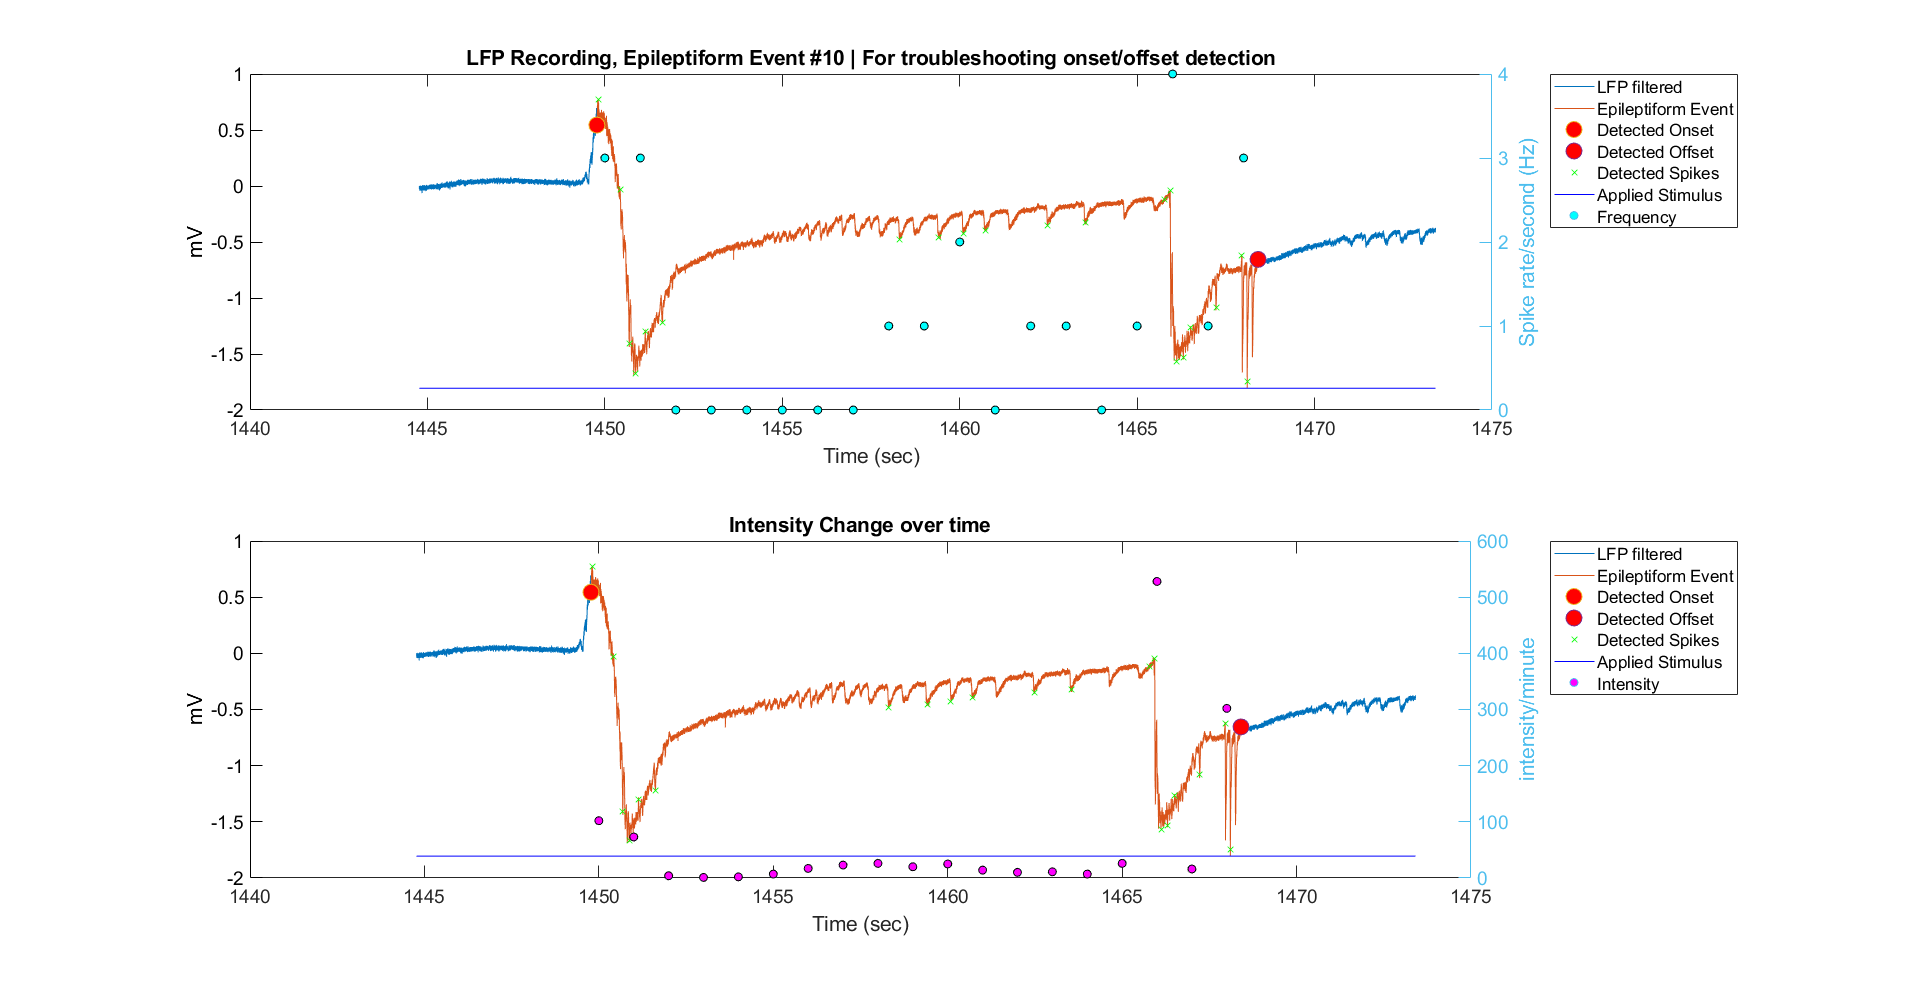 LFP Recording, Epileptiform Event #10 | For troubleshooting onset/offset detection
1
0.5
0
-0.5
-1
-1.5
-2
mV
1440 1445 1450 1455 1460 1465 1470 1475
Time (sec)
4
3
2
1
0
Spike rate/second (Hz)
LFP filtered
Epileptiform Event
Detected Onset
Detected Offset
Detected Spikes
Applied Stimulus
Frequency
Intensity Change over time
1
0.5
0
-0.5
-1
-1.5
-2
mV
1440 1445 1450 1455 1460 1465 1470 1475
Time (sec)
600
500
400
300
200
100
0
intensity/minute
LFP filtered
Epileptiform Event
Detected Onset
Detected Offset
Detected Spikes
Applied Stimulus
Intensity